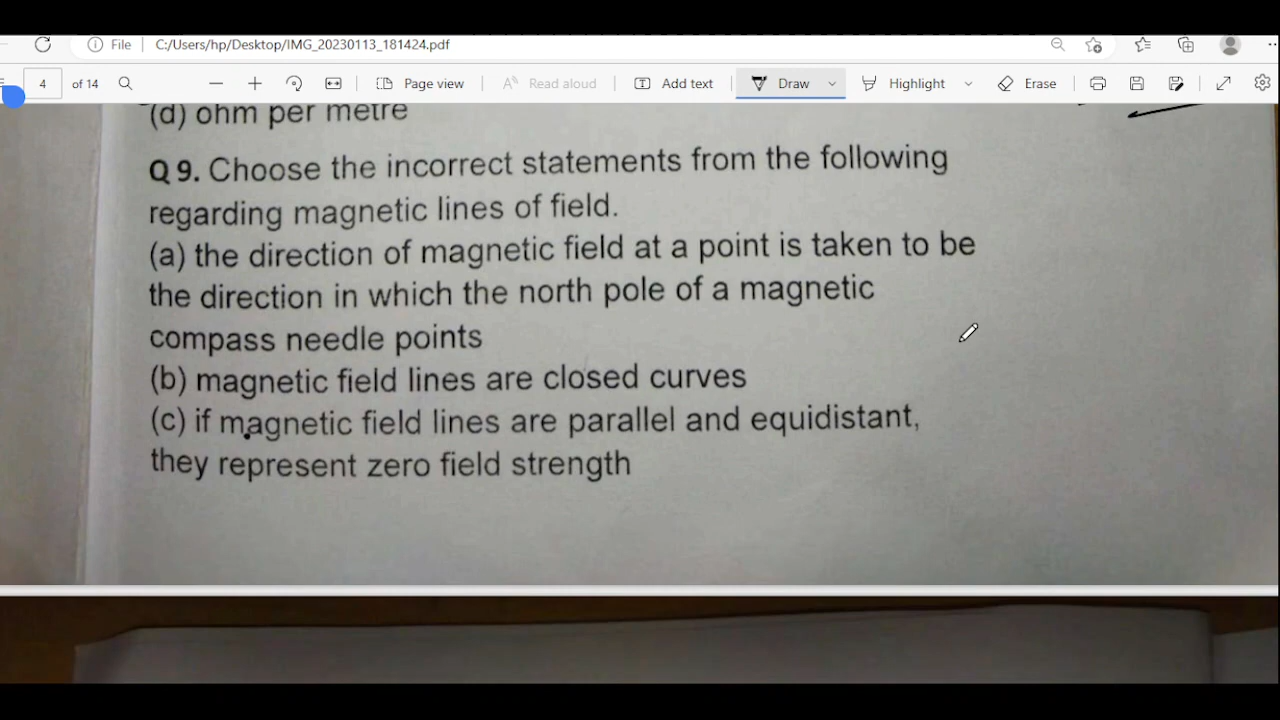 File | C:/Users/hp/Desktop/IMG_20230113_181424.pdf
4 of 14 Page view Read aloud Add text Draw Highlight Erase
(d) ohm per metre
Q 9. Choose the incorrect statements from the following
regarding magnetic lines of field.
(a) the direction of magnetic field at a point is taken to be
the direction in which the north pole of a magnetic
compass needle points
(b) magnetic field lines are closed curves
(c) if magnetic field lines are parallel and equidistant,
they represent zero field strength